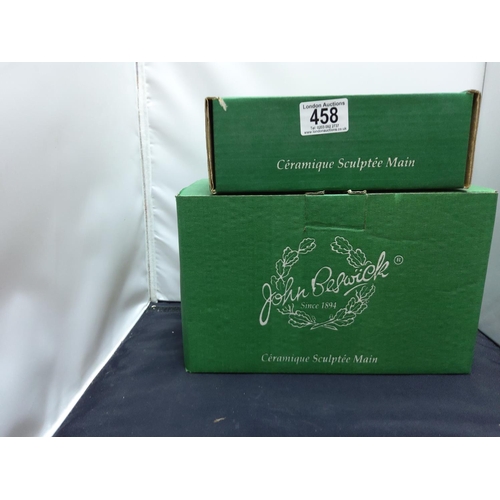 London Auctions
458
Céramique Sculptée Main
John Beswick ®
Since 1894
Céramique Sculptée Main